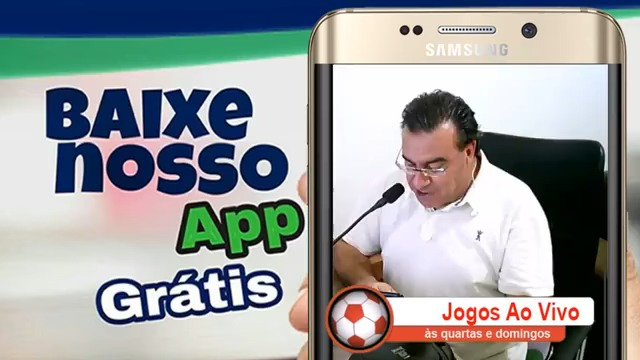 BAIXE
NOSSO
App
Grátis
SAMSUNG
Jogos Ao Vivo
às quartas e domingos